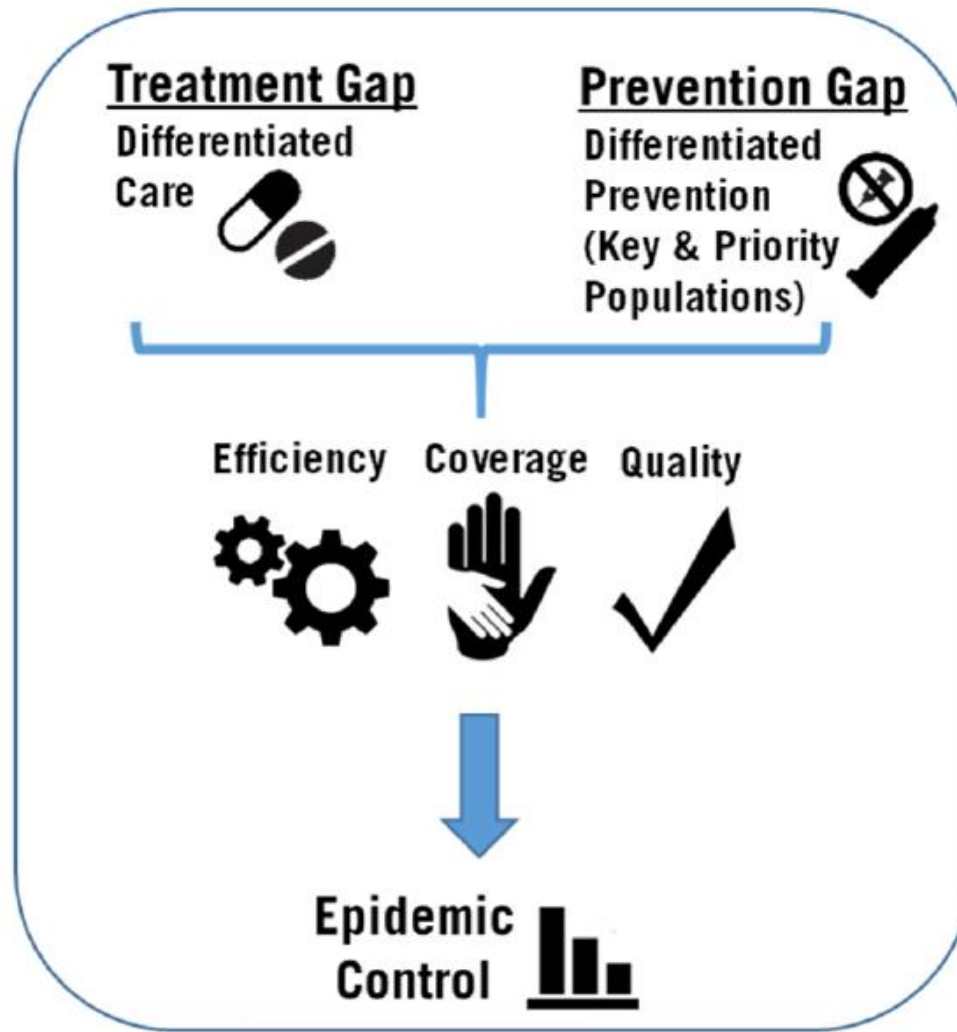 Treatment Gap
Differentiated
Care
Prevention Gap
Differentiated
Prevention
(Key & Priority
Populations)
Efficiency
Coverage
Quality
Epidemic
Control